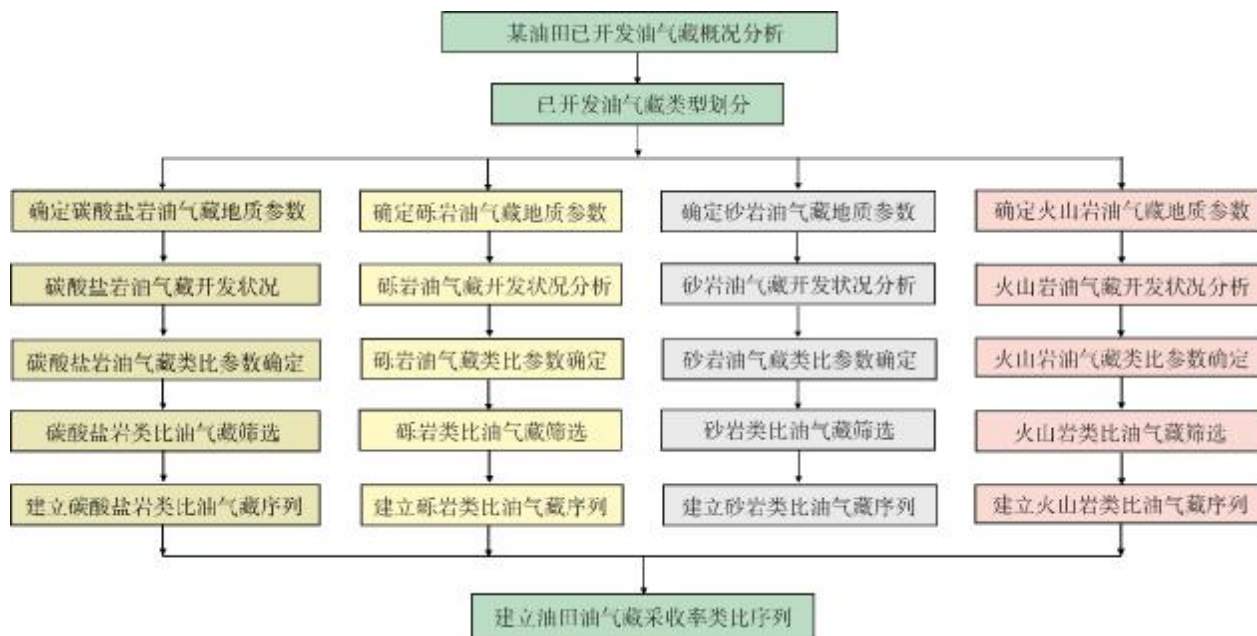 某油田已开发油气藏概况分析
已开发油气藏类型划分
确定碳酸盐岩油气藏地质参数
确定砾岩油气藏地质参数
确定砂岩油气藏地质参数
确定火山岩油气藏地质参数
碳酸盐岩油气藏开发状况
砾岩油气藏开发状况分析
砂岩油气藏开发状况分析
火山岩油气藏开发状况分析
碳酸盐岩油气藏类比参数确定
砾岩油气藏类比参数确定
砂岩油气藏类比参数确定
火山岩油气藏类比参数确定
碳酸盐岩类比油气藏筛选
砾岩类比油气藏筛选
砂岩类比油气藏筛选
火山岩类比油气藏筛选
建立碳酸盐岩类比油气藏序列
建立砾岩类比油气藏序列
建立砂岩类比油气藏序列
建立火山岩类比油气藏序列
建立油田油气藏采收率类比序列